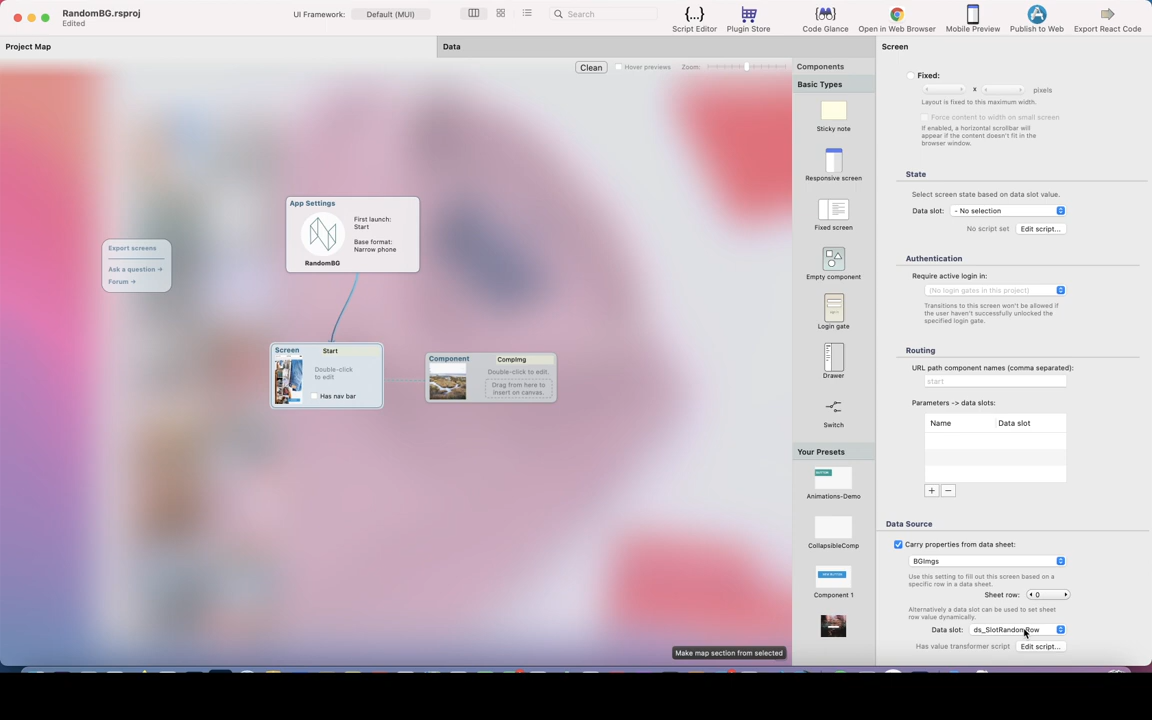 RandomBG.rsproj
Edited
UI Framework:
Default (MUI)
Search
{...}
Script Editor
Plugin Store
Code Glance
Open in Web Browser
Mobile Preview
Publish to Web
Export React Code
Project Map
Data
Screen
Clean
Hover previews
Zoom:
Components
Basic Types
Sticky note
Responsive screen
Fixed screen
Empty component
Login gate
Drawer
Switch
Your Presets
Animations-Demo
CollapsibleComp
Component 1
App Settings
First launch:
Start
Base format:
Narrow phone
RandomBG
Export screens
Ask a question →
Forum →
Screen
Start
Double-click
to edit
Has nav bar
Component
CompImg
Double-click to edit.
Drag from here to
insert on canvas.
Make map section from selected
Fixed:
x
pixels
Layout is fixed to this maximum width.
Force content to width on small screen
If enabled, a horizontal scrollbar will
appear if the content doesn't fit in the
browser window.
State
Select screen state based on data slot value.
Data slot:
- No selection
No script set
Edit script...
Authentication
Require active login in:
(No login gates in this project)
Transitions to this screen won't be allowed if
the user haven't successfully unlocked the
specified login gate.
Routing
URL path component names (comma separated):
start
Parameters -> data slots:
Name
Data slot
+
−
Data Source
Carry properties from data sheet:
BGImgs
Use this setting to fill out this screen based on a
specific row in a data sheet.
Sheet row:
0
Alternatively a data slot can be used to set sheet
row value dynamically.
Data slot:
ds_SlotRandomRow
Has value transformer script
Edit script...